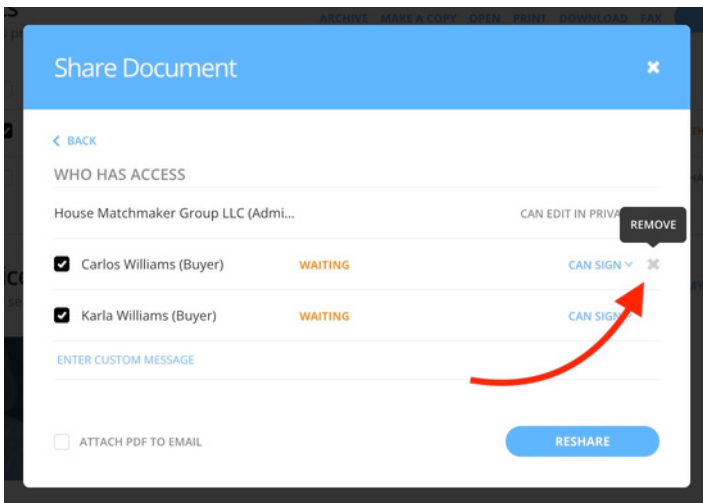 ARCHIVE MAKE A COPY OPEN PRINT DOWNLOAD FAX
Share Document
BACK
WHO HAS ACCESS
House Matchmaker Group LLC (Admi...
CAN EDIT IN PRIVA
REMOVE
Carlos Williams (Buyer) WAITING CAN SIGN
Karla Williams (Buyer) WAITING CAN SIGN
ENTER CUSTOM MESSAGE
ATTACH PDF TO EMAIL RESHARE